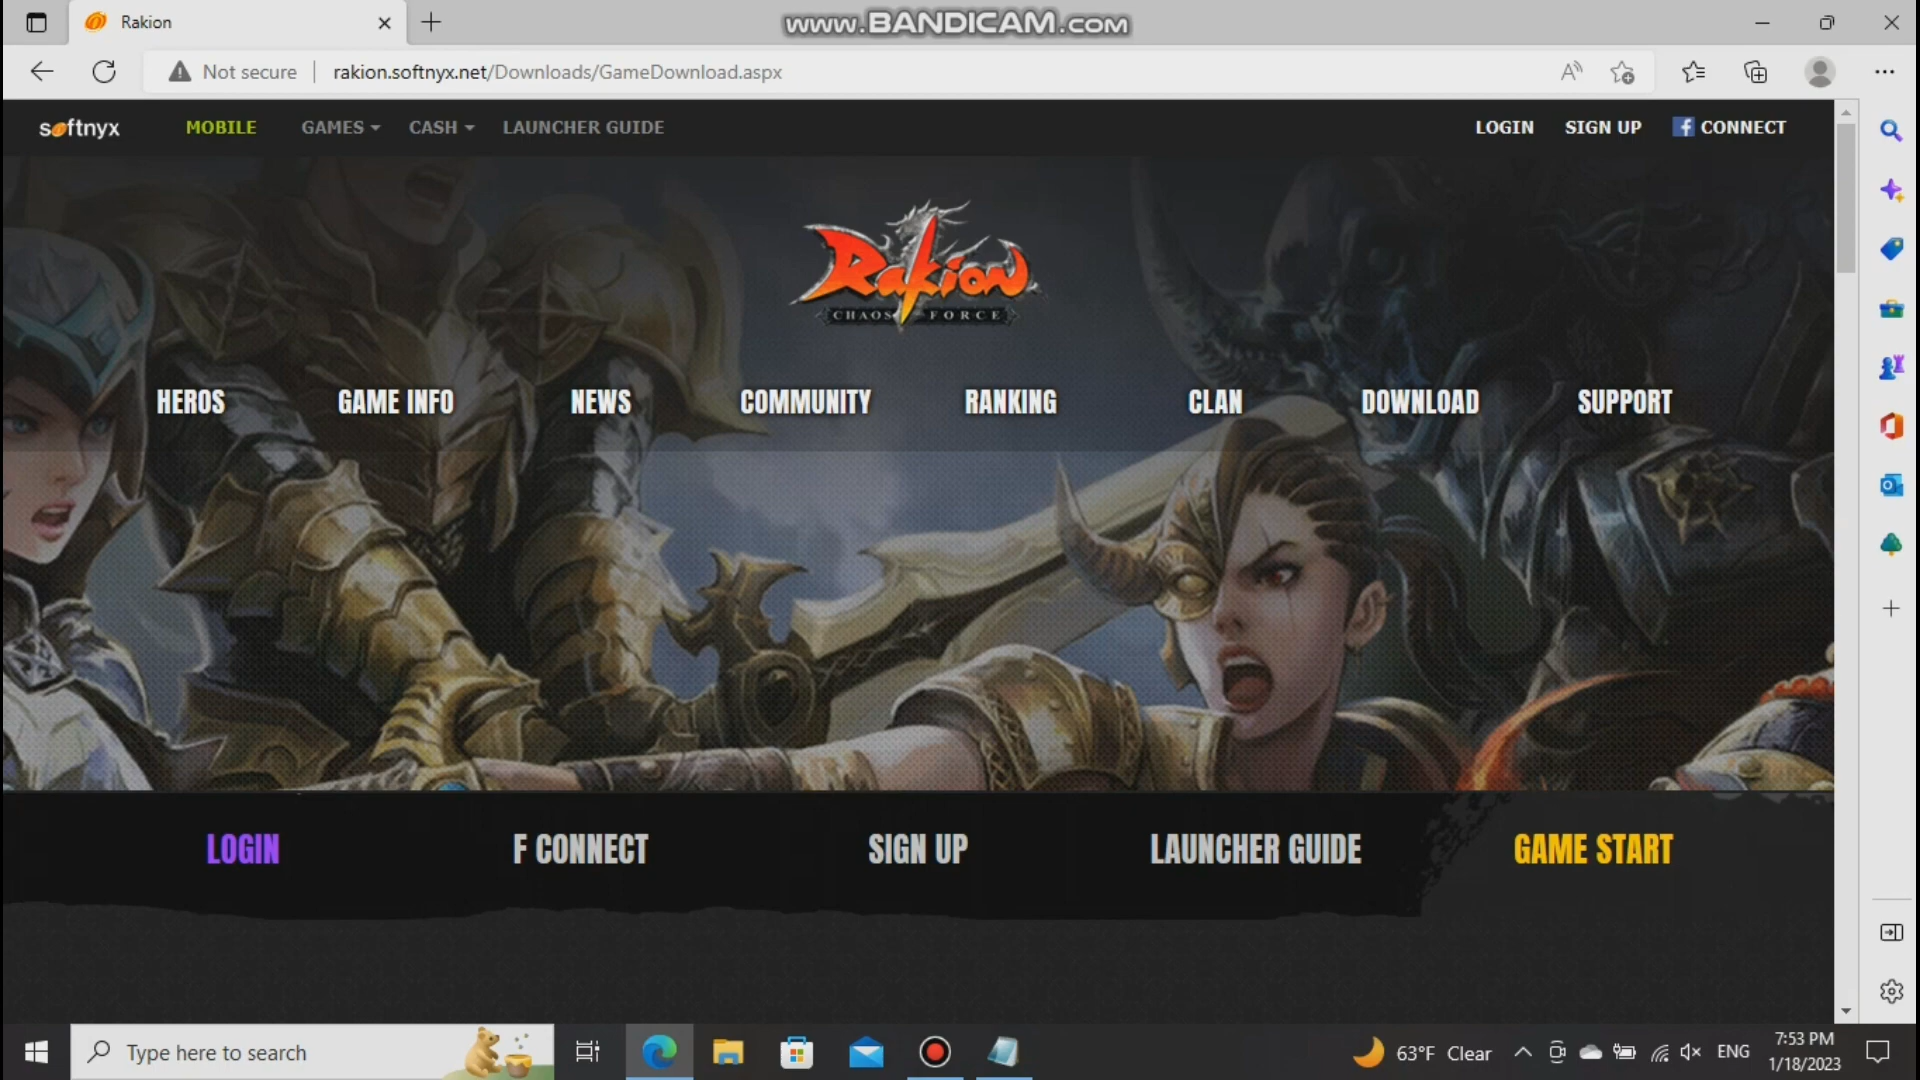 Rakion
www.BANDICAM.com
Not secure
rakion.softnyx.net/Downloads/GameDownload.aspx
softnyx
MOBILE
GAMES
CASH
LAUNCHER GUIDE
LOGIN
SIGN UP
CONNECT
Rakion
CHAOS FORCE
HEROS
GAME INFO
NEWS
COMMUNITY
RANKING
CLAN
DOWNLOAD
SUPPORT
LOGIN
F CONNECT
SIGN UP
LAUNCHER GUIDE
GAME START
Type here to search
63°F Clear
ENG
7:53 PM
1/18/2023